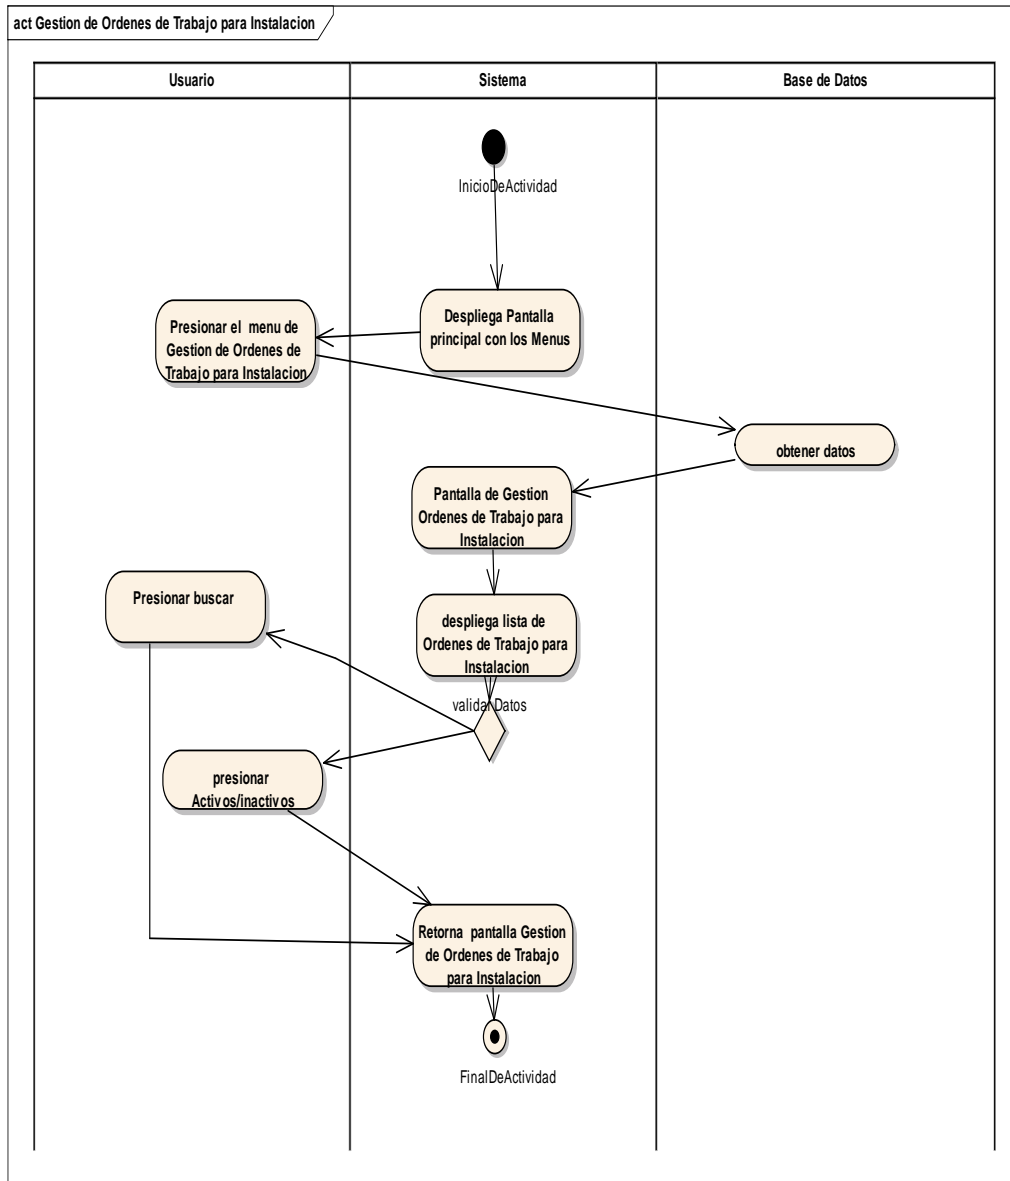 act Gestion de Ordenes de Trabajo para Instalacion
Usuario
Sistema
Base de Datos
InicioDeActividad
Despliega Pantalla
principal con los Menus
Presionar el menu de
Gestion de Ordenes de
Trabajo para Instalacion
obtener datos
Pantalla de Gestion
Ordenes de Trabajo para
Instalacion
Presionar buscar
despliega lista de
Ordenes de Trabajo para
Instalacion
validar Datos
presionar
Activos/inactivos
Retorna pantalla Gestion
de Ordenes de Trabajo
para Instalacion
FinalDeActividad